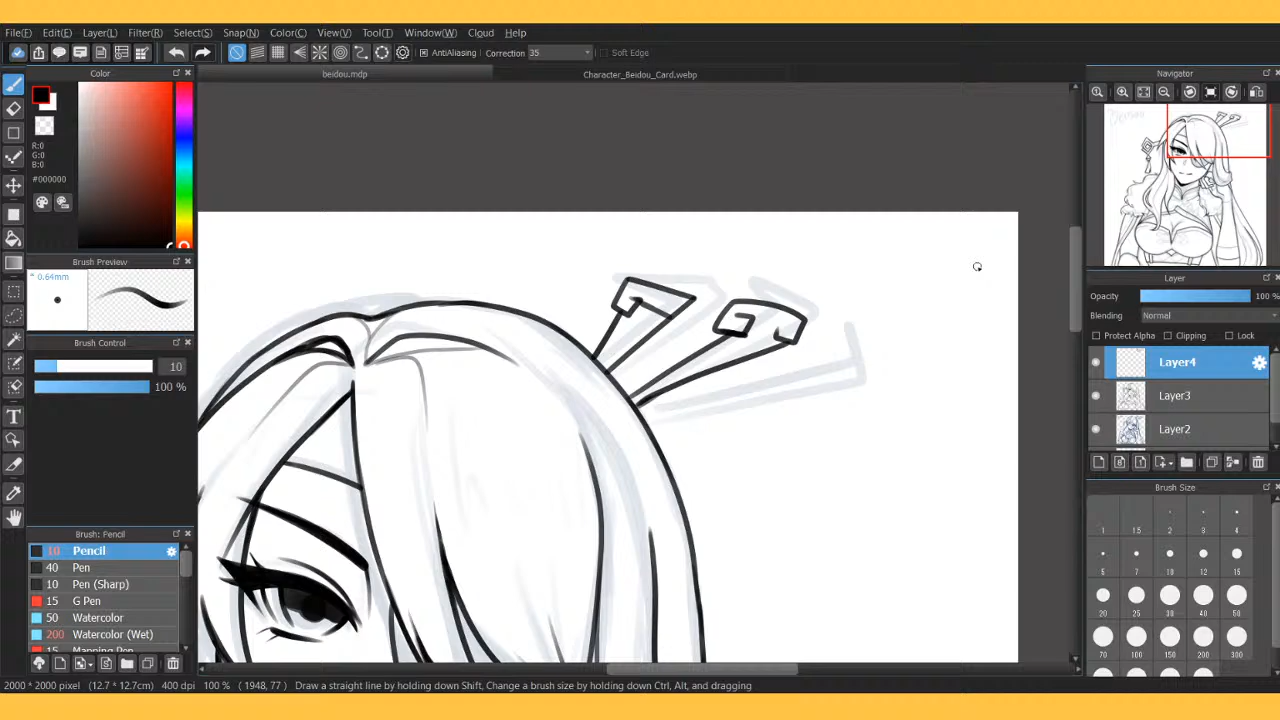 File(F) Edit(E) Layer(L) Filter(R) Select(S) Snap(N) Color(C) View(V) Tool(T) Window(W) Cloud Help
AntiAliasing Correction 35 Soft Edge
Color
R:0
G:0
B:0
#000000
Brush Preview
* 0.64mm
Brush Control
10
100 %
Brush: Pencil
10 Pencil
40 Pen
10 Pen (Sharp)
15 G Pen
50 Watercolor
200 Watercolor (Wet)
15 Mapping Pen
beidou.mdp Character_Beidou_Card.webp
Navigator
Layer
Opacity 100 %
Blending Normal
Protect Alpha Clipping Lock
Layer4
Layer3
Layer2
Brush Size
1 1.5 2 3 4
5 7 10 12 15
20 25 30 40 50
70 100 150 200 300
2000 * 2000 pixel (12.7 * 12.7cm) 400 dpi 100 % ( 1948, 77 ) Draw a straight line by holding down Shift, Change a brush size by holding down Ctrl, Alt, and dragging